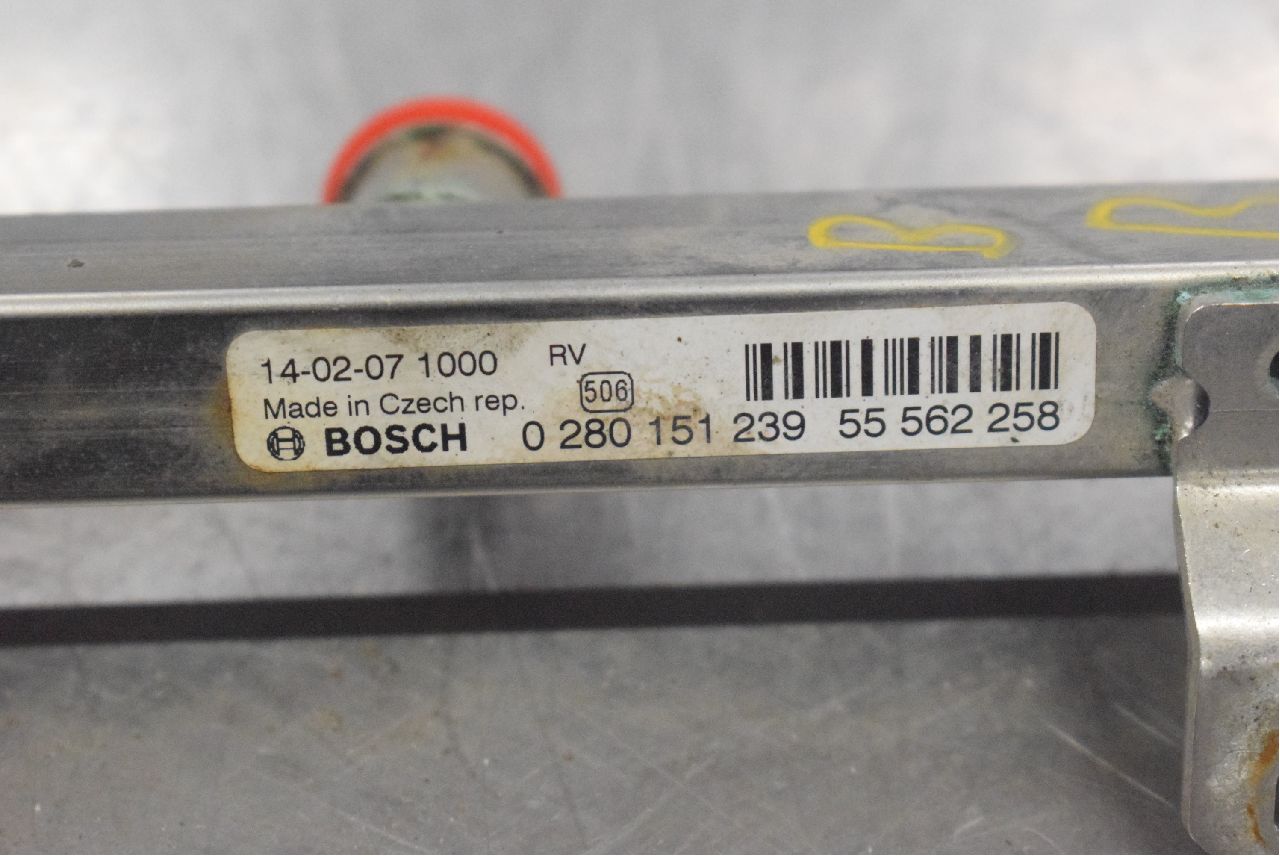 B R
14-02-07 1000 RV
Made in Czech rep. 506
BOSCH 0 280 151 239 55 562 258